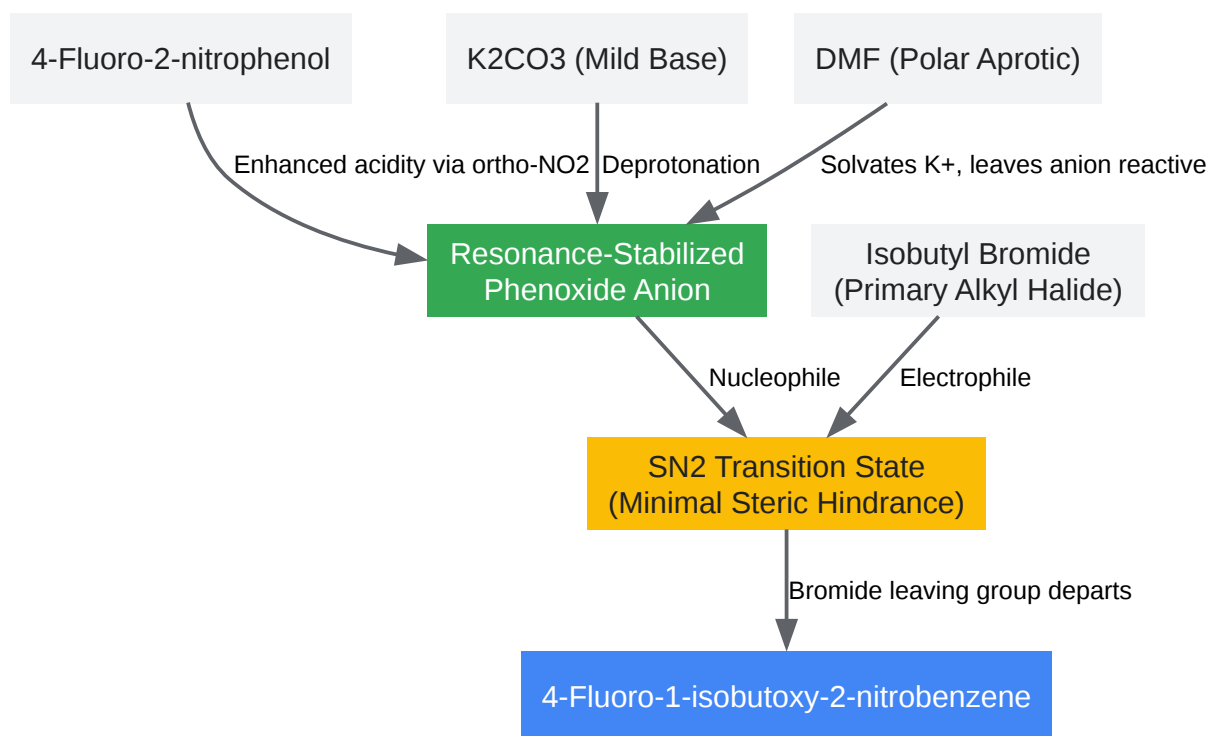 4-Fluoro-2-nitrophenol
K2CO3 (Mild Base)
DMF (Polar Aprotic)
Enhanced acidity via ortho-NO2
Deprotonation
Solvates K+, leaves anion reactive
Resonance-Stabilized
Phenoxide Anion
Isobutyl Bromide
(Primary Alkyl Halide)
Nucleophile
Electrophile
SN2 Transition State
(Minimal Steric Hindrance)
Bromide leaving group departs
4-Fluoro-1-isobutoxy-2-nitrobenzene